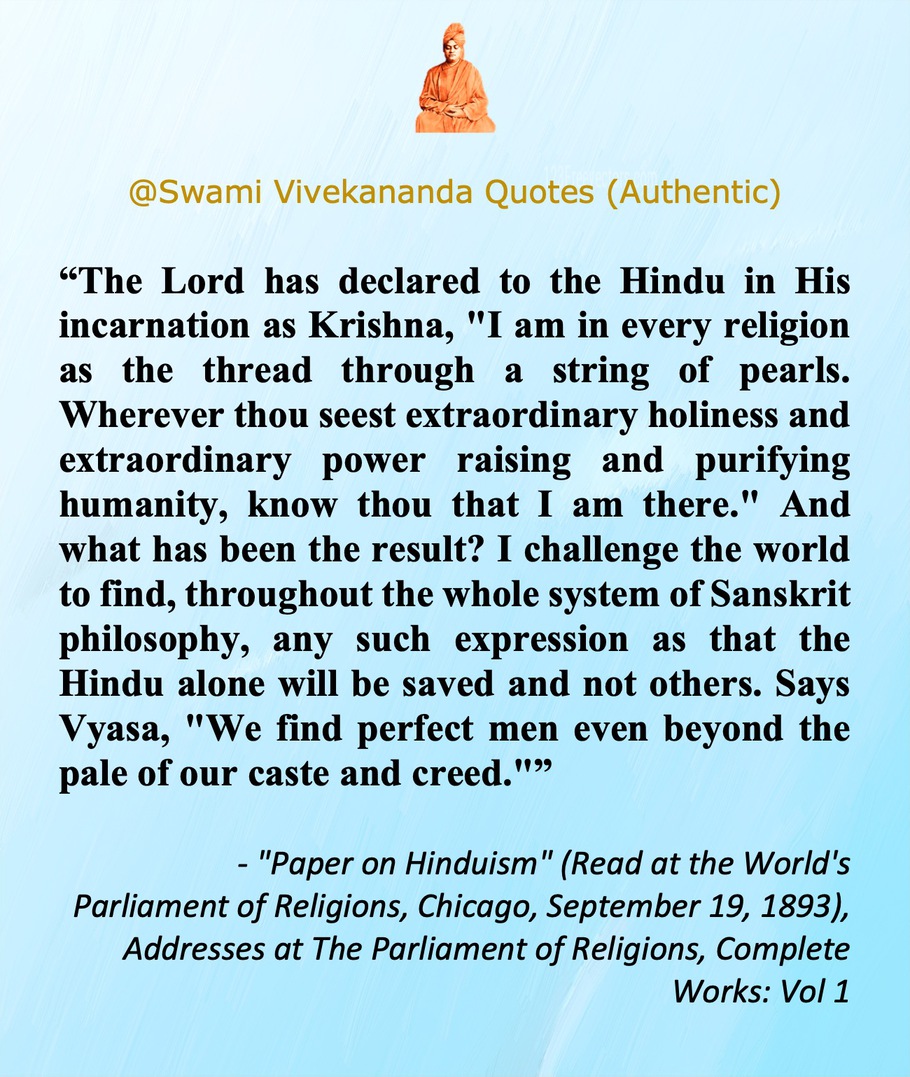 @Swami Vivekananda Quotes (Authentic)
“The Lord has declared to the Hindu in His
incarnation as Krishna, "I am in every religion
as the thread through a string of pearls.
Wherever thou seest extraordinary holiness and
extraordinary power raising and purifying
humanity, know thou that I am there." And
what has been the result? I challenge the world
to find, throughout the whole system of Sanskrit
philosophy, any such expression as that the
Hindu alone will be saved and not others. Says
Vyasa, "We find perfect men even beyond the
pale of our caste and creed."”
- "Paper on Hinduism" (Read at the World's
Parliament of Religions, Chicago, September 19, 1893),
Addresses at The Parliament of Religions, Complete
Works: Vol 1